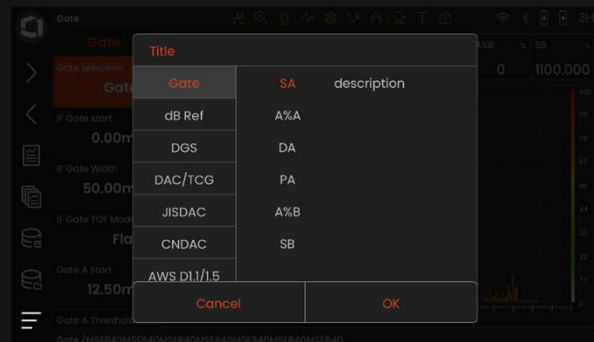 Gate
3H
Gate
Gate selection
Gate
IF Gate start
0.00m
IF Gate Width
50.00m
IF Gate TOF Mode
Fla
Gate A Start
12.50m
Gate A Threshold
Title
Gate
dB Ref
DGS
DAC/TCG
JISDAC
CNDAC
AWS D1.1/1.5
SA description
A%A
DA
PA
A%B
SB
Cancel
OK
A%B % SB
0 1100.000
100